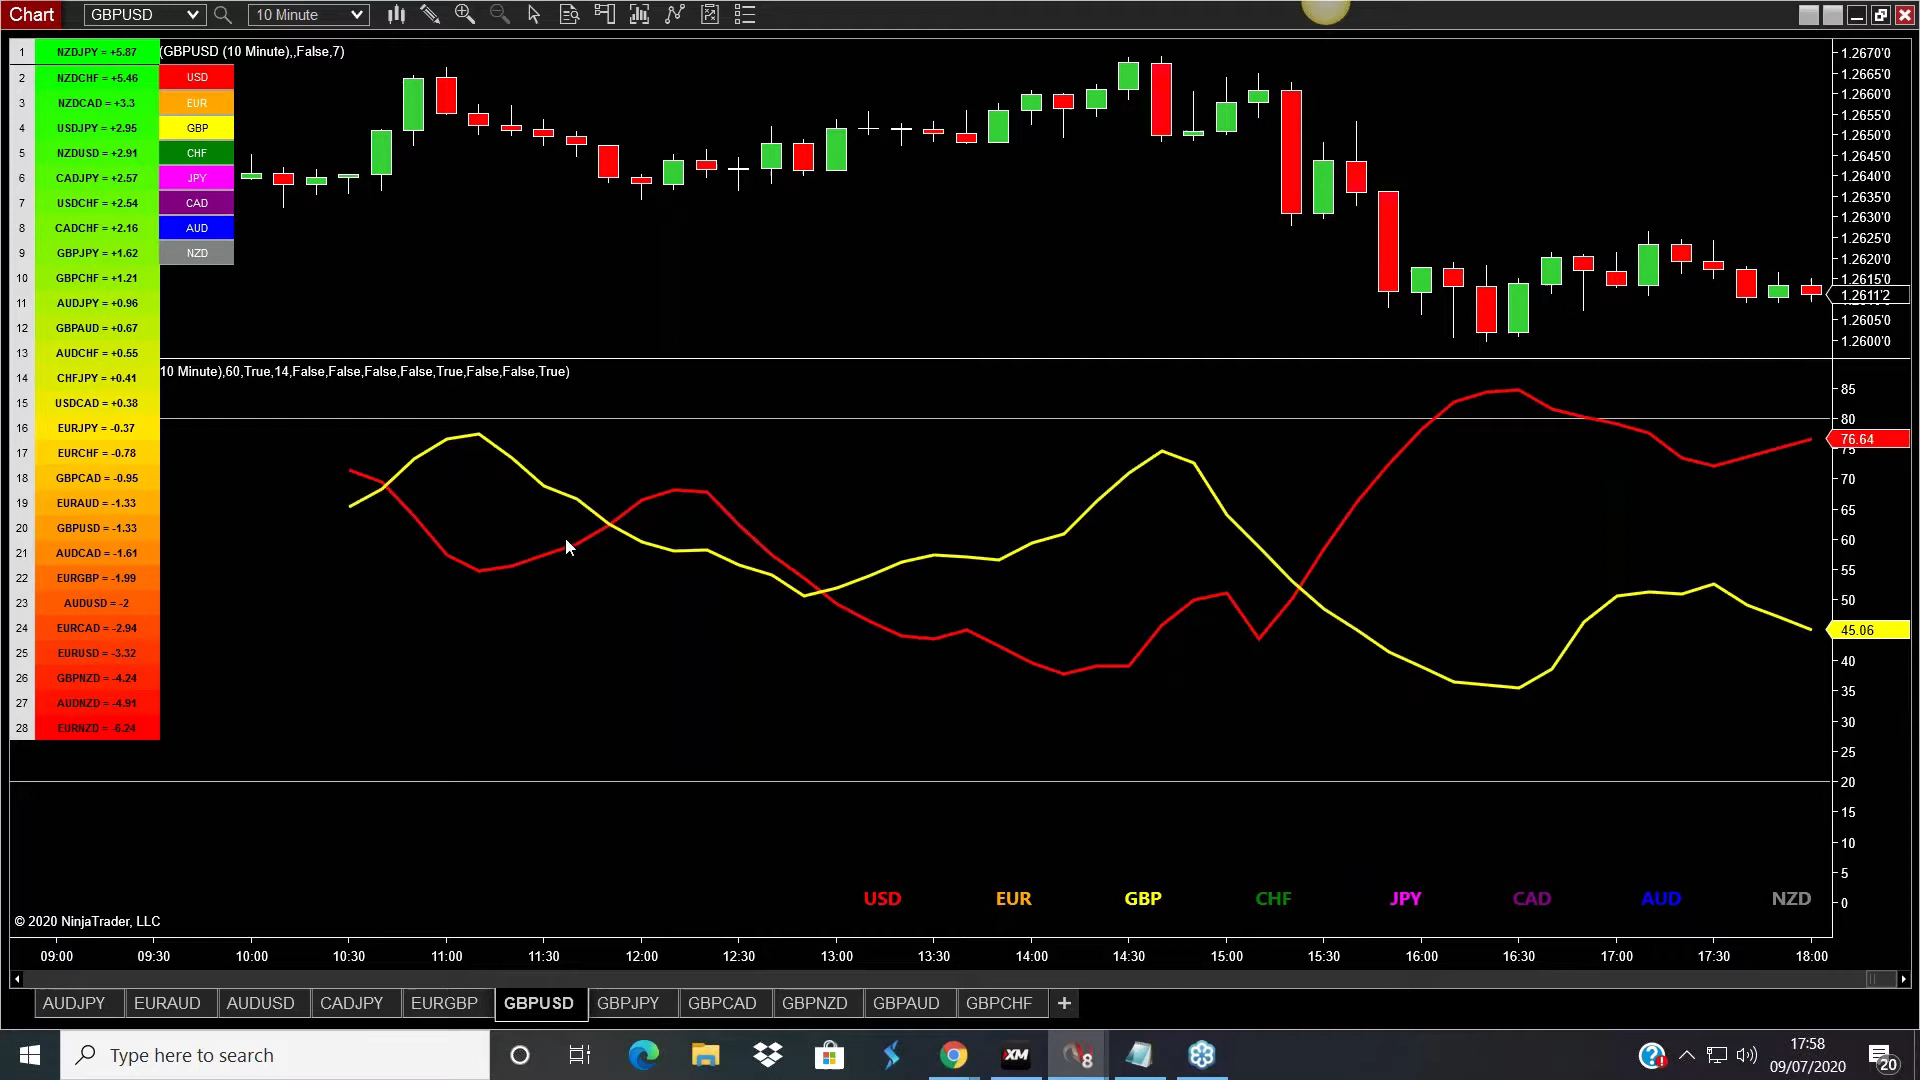 Chart GBPUSD 10 Minute
(GBPUSD (10 Minute),,False,7)
1 NZDJPY = +5.87
2 NZDCHF = +5.46 USD
3 NZDCAD = +3.3 EUR
4 USDJPY = +2.95 GBP
5 NZDUSD = +2.91 CHF
6 CADJPY = +2.57 JPY
7 USDCHF = +2.54 CAD
8 CADCHF = +2.16 AUD
9 GBPJPY = +1.62 NZD
10 GBPCHF = +1.21
11 AUDJPY = +0.96
12 GBPAUD = +0.67
13 AUDCHF = +0.55
14 CHFJPY = +0.41
15 USDCAD = +0.38
16 EURJPY = -0.37
17 EURCHF = -0.78
18 GBPCAD = -0.95
19 EURAUD = -1.33
20 GBPUSD = -1.33
21 AUDCAD = -1.61
22 EURGBP = -1.99
23 AUDUSD = -2
24 EURCAD = -2.94
25 EURUSD = -3.32
26 GBPNZD = -4.24
27 AUDNZD = -4.91
28 EURNZD = -6.24
1.2670'0
1.2665'0
1.2660'0
1.2655'0
1.2650'0
1.2645'0
1.2640'0
1.2635'0
1.2630'0
1.2625'0
1.2620'0
1.2615'0
1.2611'2
1.2605'0
1.2600'0
10 Minute),60,True,14,False,False,False,False,True,False,False,True)
85
80
76.64
75
70
65
60
55
50
45.06
40
35
30
25
20
15
10
5
0
USD EUR GBP CHF JPY CAD AUD NZD
© 2020 NinjaTrader, LLC
09:00 09:30 10:00 10:30 11:00 11:30 12:00 12:30 13:00 13:30 14:00 14:30 15:00 15:30 16:00 16:30 17:00 17:30 18:00
AUDJPY EURAUD AUDUSD CADJPY EURGBP GBPUSD GBPJPY GBPCAD GBPNZD GBPAUD GBPCHF +
Type here to search
XM
8
17:58
09/07/2020
20